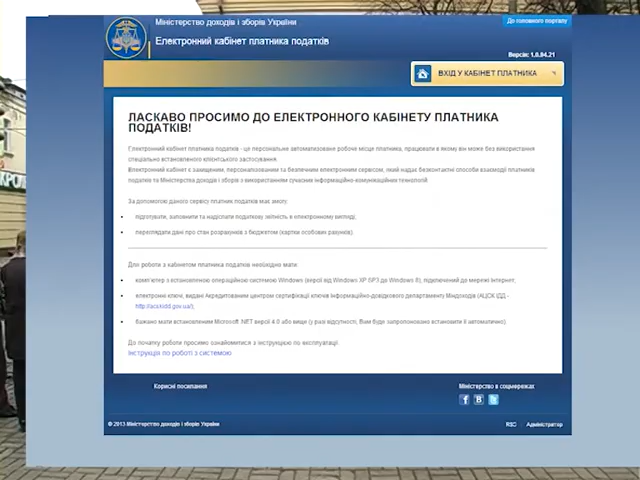 Міністерство доходів і зборів України
До головного порталу
Електронний кабінет платника податків
Версія: 1.0.94.21
ВХІД У КАБІНЕТ ПЛАТНИКА
ЛАСКАВО ПРОСИМО ДО ЕЛЕКТРОННОГО КАБІНЕТУ ПЛАТНИКА
ПОДАТКІВ!
Електронний кабінет платника податків - це персональне автоматизоване робоче місце платника, працювати в якому він може без використання
спеціально встановленого клієнтського застосування.
Електронний кабінет є захищеним, персоналізованим та безпечним електронним сервісом, який надає безконтактні способи взаємодії платників
податків та Міністерства доходів і зборів з використанням сучасних інформаційно-комунікаційних технологій.
За допомогою даного сервісу платник податків має змогу:
підготувати, заповнити та надіслати податкову звітність в електронному вигляді;
переглядати дані про стан розрахунків з бюджетом (картки особових рахунків).
Для роботи з кабінетом платника податків необхідно мати:
комп'ютер з встановленою операційною системою Windows (версії від Windows XP SP3 до Windows 8), підключений до мережі Інтернет;
електронні ключі, видані Акредитованим центром сертифікації ключів Інформаційно-довідкового департаменту Міндоходів (АЦСК ІДД -
http://acskidd.gov.ua/);
бажано мати встановлений Microsoft .NET версії 4.0 або вище (у разі відсутності, Вам буде запропоновано встановити її автоматично).
До початку роботи просимо ознайомитися з інструкцією по експлуатації:
Інструкція по роботі з системою
Корисні посилання
Міністерство в соцмережах
© 2013 Міністерство доходів і зборів України
RSC
Адміністратор